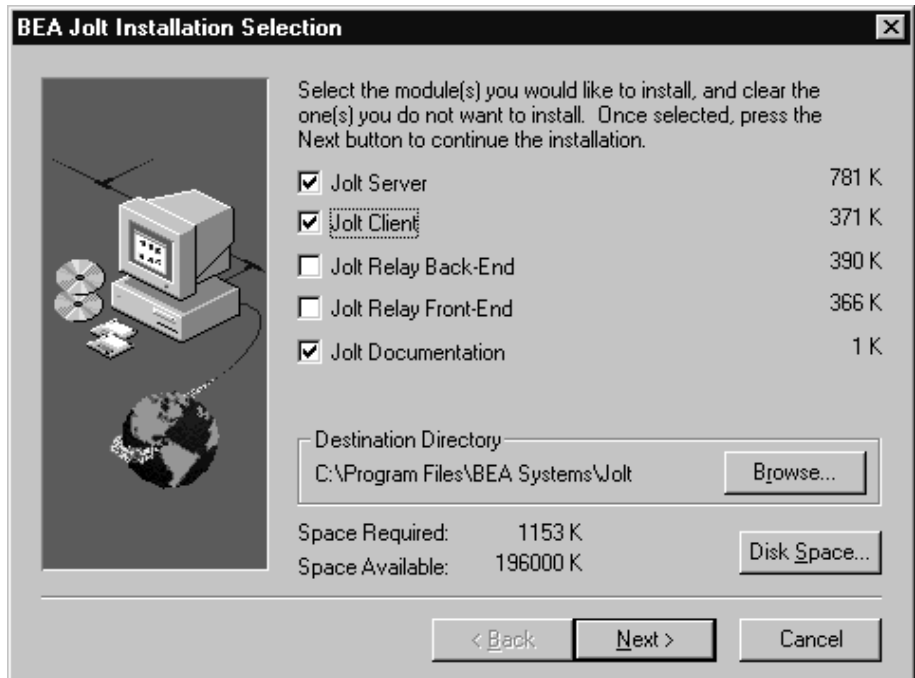 BEA Jolt Installation Selection
Select the module(s) you would like to install, and clear the
one(s) you do not want to install. Once selected, press the
Next button to continue the installation.
Jolt Server 781 K
Jolt Client 371 K
Jolt Relay Back-End 390 K
Jolt Relay Front-End 366 K
Jolt Documentation 1 K
Destination Directory
C:\Program Files\BEA Systems\Jolt
Browse...
Space Required: 1153 K
Space Available: 196000 K
Disk Space...
< Back
Next >
Cancel